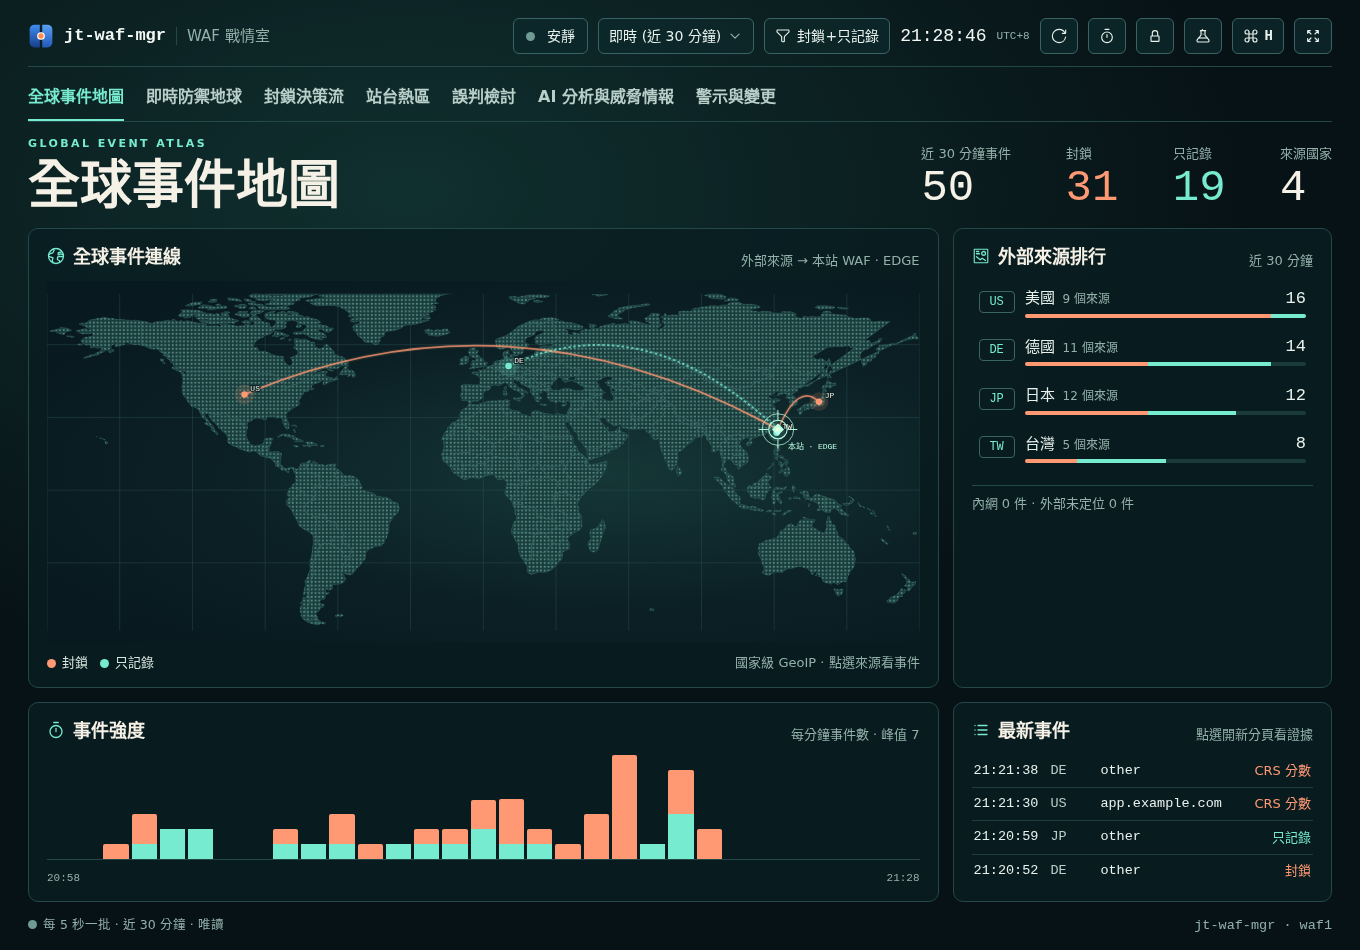 jt-waf-mgr WAF 戰情室 安靜 即時 (近 30 分鐘) 封鎖+只記錄 21:28:46 UTC+8 ⌘ H
全球事件地圖 即時防禦地球 封鎖決策流 站台熱區 誤判檢討 AI 分析與威脅情報 警示與變更
GLOBAL EVENT ATLAS
全球事件地圖
近 30 分鐘事件 封鎖 只記錄 來源國家
50 31 19 4
全球事件連線 外部來源 → 本站 WAF · EDGE
DE
US
JP
本站 · EDGE
封鎖 只記錄 國家級 GeoIP · 點選來源看事件
外部來源排行 近 30 分鐘
US 美國 9 個來源 16
DE 德國 11 個來源 14
JP 日本 12 個來源 12
TW 台灣 5 個來源 8
內網 0 件 · 外部未定位 0 件
事件強度 每分鐘事件數 · 峰值 7
20:58 21:28
最新事件 點選開新分頁看證據
21:21:38 DE other CRS 分數
21:21:30 US app.example.com CRS 分數
21:20:59 JP other 只記錄
21:20:52 DE other 封鎖
每 5 秒一批 · 近 30 分鐘 · 唯讀 jt-waf-mgr · waf1